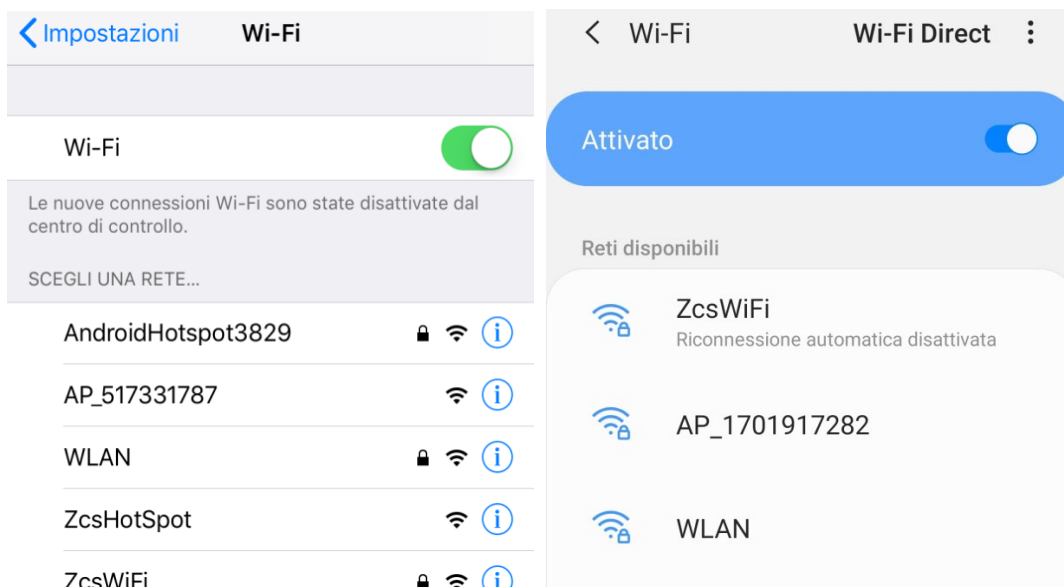 Impostazioni
Wi-Fi
Wi-Fi
Le nuove connessioni Wi-Fi sono state disattivate dal
centro di controllo.
SCEGLI UNA RETE...
AndroidHotspot3829
AP_517331787
WLAN
ZcsHotSpot
ZcsWiFi
Wi-Fi
Wi-Fi Direct
Attivato
Reti disponibili
ZcsWiFi
Riconnessione automatica disattivata
AP_1701917282
WLAN